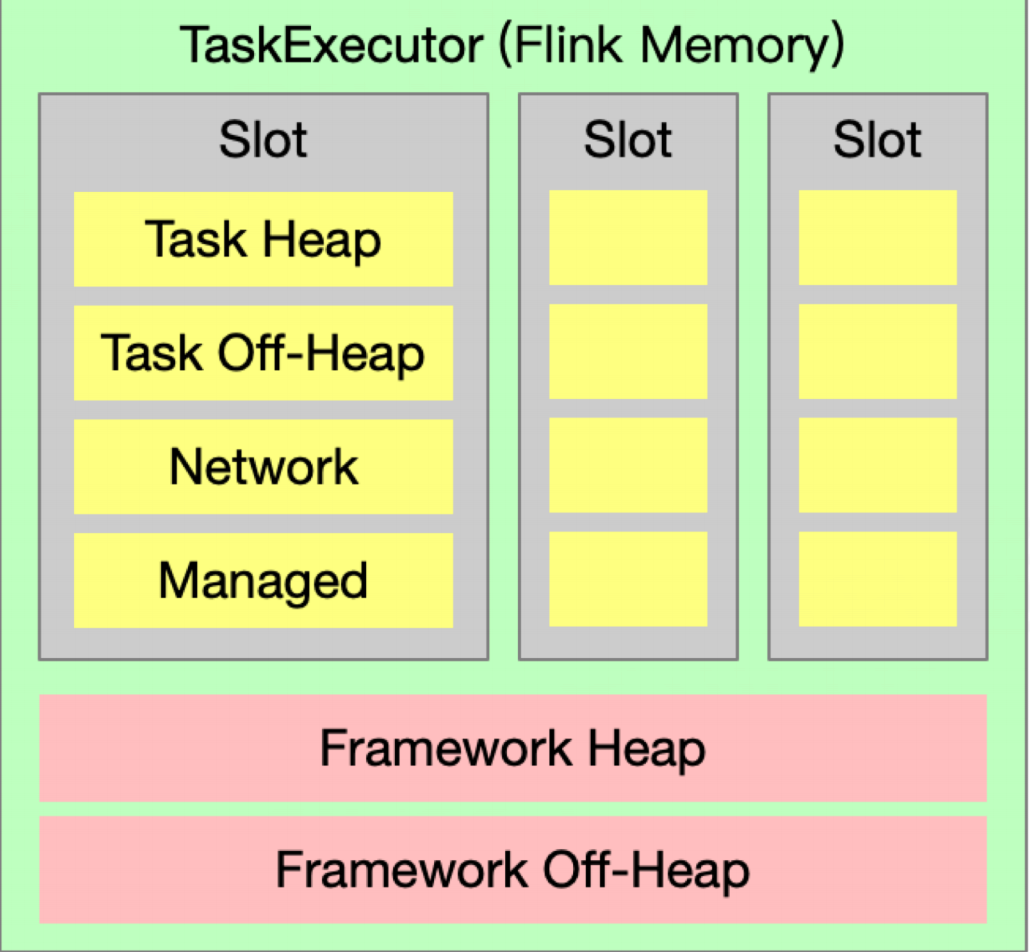 TaskExecutor (Flink Memory)
Slot
Task Heap
Task Off-Heap
Network
Managed
Slot
Slot
Framework Heap
Framework Off-Heap